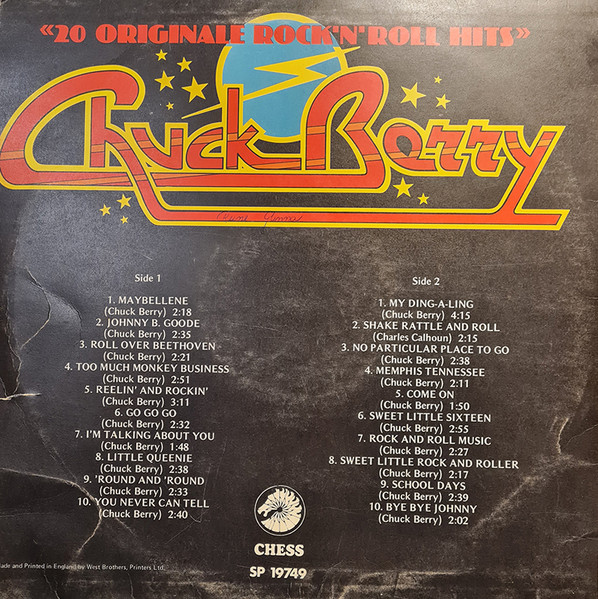 «20 ORIGINALE ROCK'N'ROLL HITS»
Chuck Berry
Side 1
1. MAYBELLENE
(Chuck Berry) 2:18
2. JOHNNY B. GOODE
(Chuck Berry) 2:35
3. ROLL OVER BEETHOVEN
(Chuck Berry) 2:21
4. TOO MUCH MONKEY BUSINESS
(Chuck Berry) 2:51
5. REELIN' AND ROCKIN'
(Chuck Berry) 3:11
6. GO GO GO
(Chuck Berry) 2:32
7. I'M TALKING ABOUT YOU
(Chuck Berry) 1:48
8. LITTLE QUEENIE
(Chuck Berry) 2:38
9. 'ROUND AND 'ROUND
(Chuck Berry) 2:33
10. YOU NEVER CAN TELL
(Chuck Berry) 2:40
Side 2
1. MY DING-A-LING
(Chuck Berry) 4:15
2. SHAKE RATTLE AND ROLL
(Charles Calhoun) 2:15
3. NO PARTICULAR PLACE TO GO
(Chuck Berry) 2:38
4. MEMPHIS TENNESSEE
(Chuck Berry) 2:11
5. COME ON
(Chuck Berry) 1:50
6. SWEET LITTLE SIXTEEN
(Chuck Berry) 2:55
7. ROCK AND ROLL MUSIC
(Chuck Berry) 2:27
8. SWEET LITTLE ROCK AND ROLLER
(Chuck Berry) 2:17
9. SCHOOL DAYS
(Chuck Berry) 2:39
10. BYE BYE JOHNNY
(Chuck Berry) 2:02
CHESS
SP 19749
and Printed in England by West Brothers, Printers Ltd.